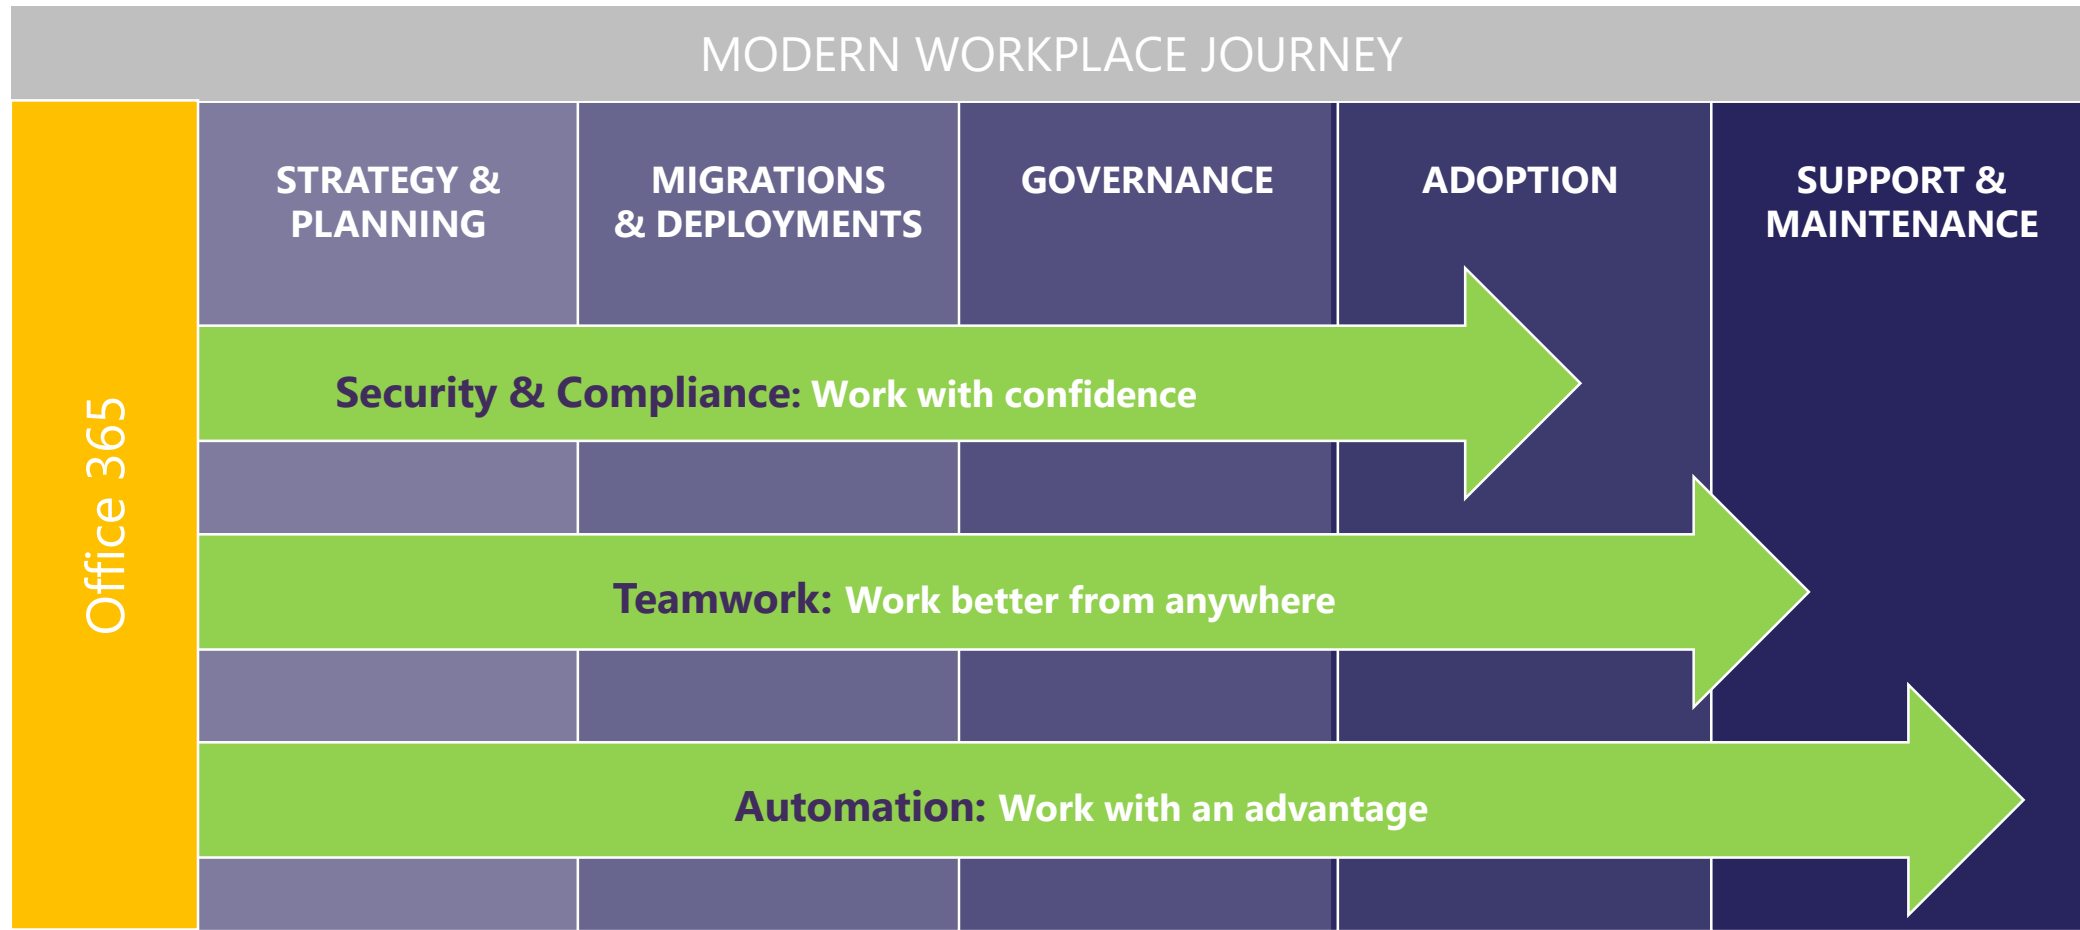 MODERN WORKPLACE JOURNEY
Office 365
STRATEGY &
PLANNING
MIGRATIONS
& DEPLOYMENTS
GOVERNANCE
ADOPTION
SUPPORT &
MAINTENANCE
Security & Compliance: Work with confidence
Teamwork: Work better from anywhere
Automation: Work with an advantage